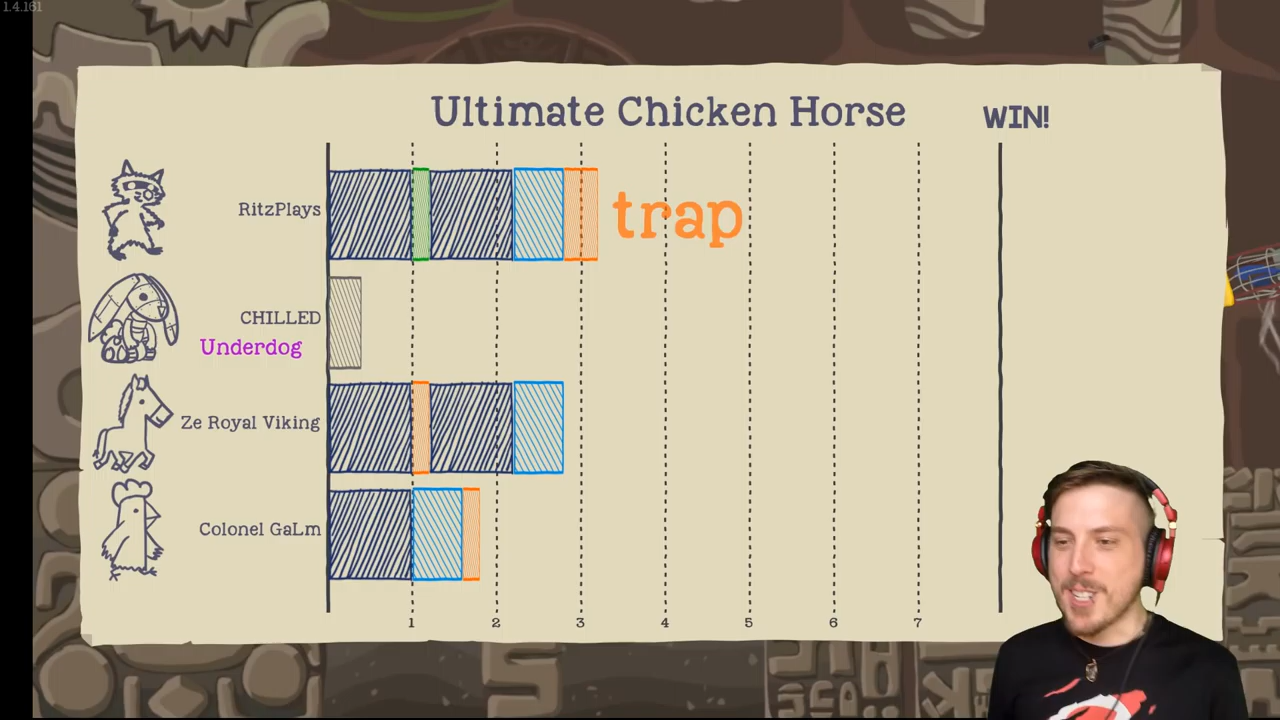 1.4.161
Ultimate Chicken Horse
WIN!
RitzPlays
trap
CHILLED
Underdog
Ze Royal Viking
Colonel GaLm
1 2 3 4 5 6 7